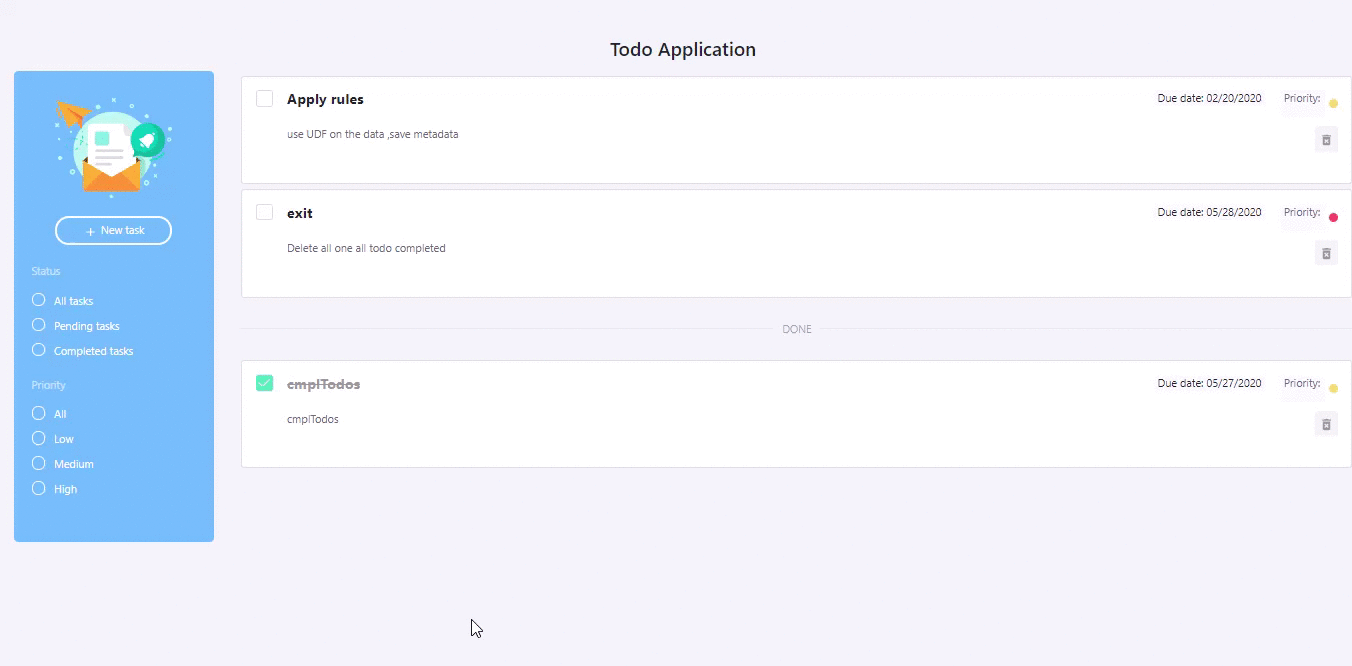 Todo Application
+ New task
Status
All tasks
Pending tasks
Completed tasks
Priority
All
Low
Medium
High
Apply rules
Due date: 02/20/2020 Priority:
use UDF on the data ,save metadata
exit
Due date: 05/28/2020 Priority:
Delete all one all todo completed
DONE
cmplTodos
Due date: 05/27/2020 Priority:
cmplTodos